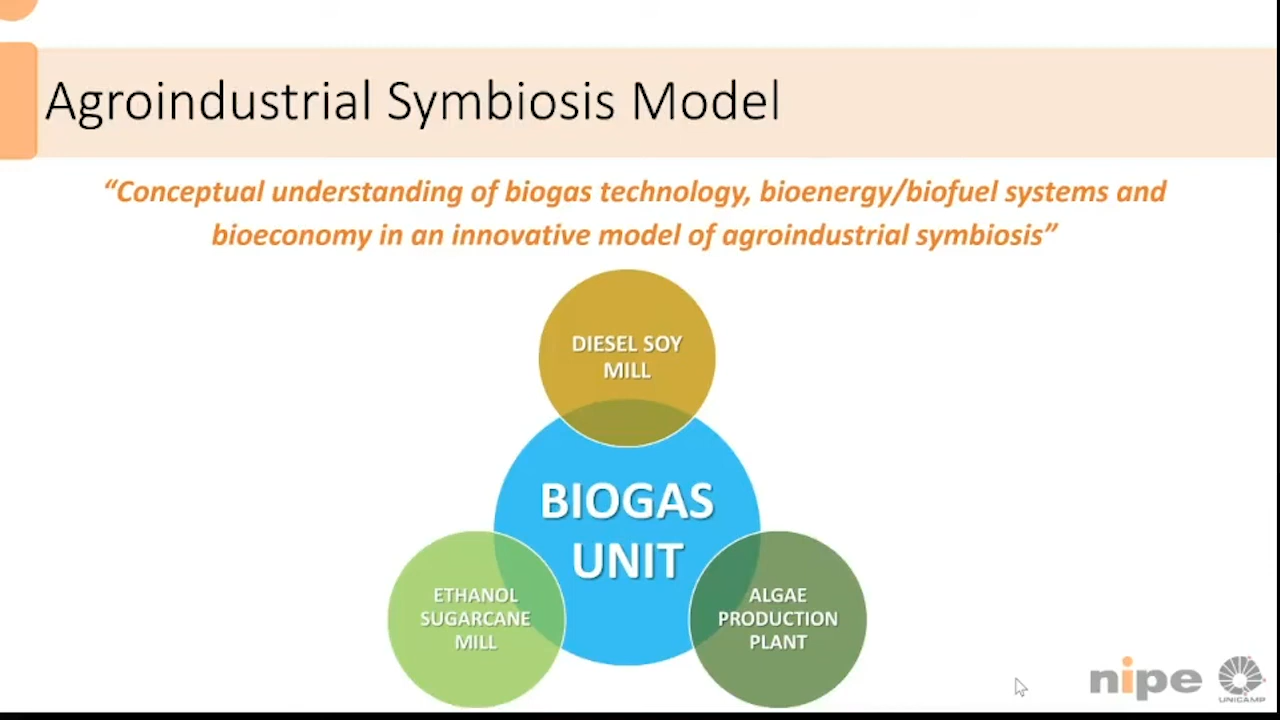 Agroindustrial Symbiosis Model
“Conceptual understanding of biogas technology, bioenergy/biofuel systems and
bioeconomy in an innovative model of agroindustrial symbiosis”
DIESEL SOY
MILL
BIOGAS
UNIT
ETHANOL
SUGARCANE
MILL
ALGAE
PRODUCTION
PLANT
nipe
UNICAMP